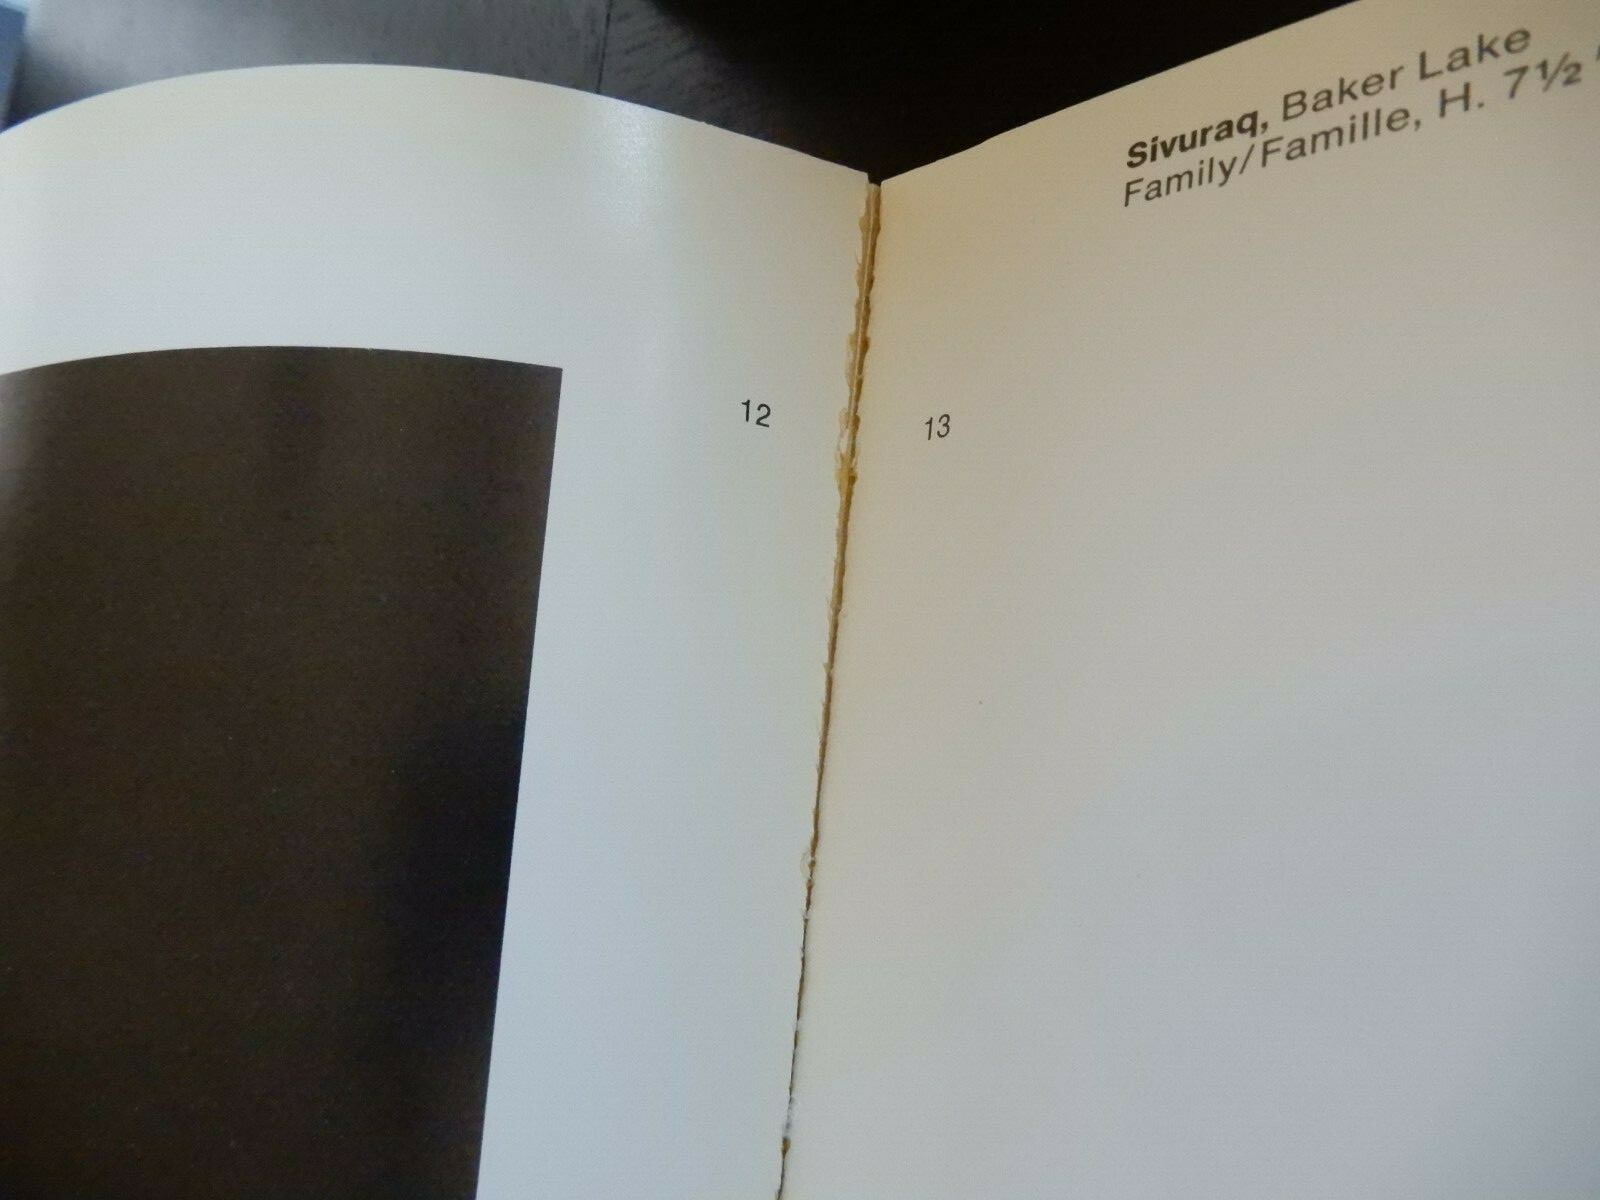 12
13
Sivuraq, Baker Lake
Family/Famille, H. 7½